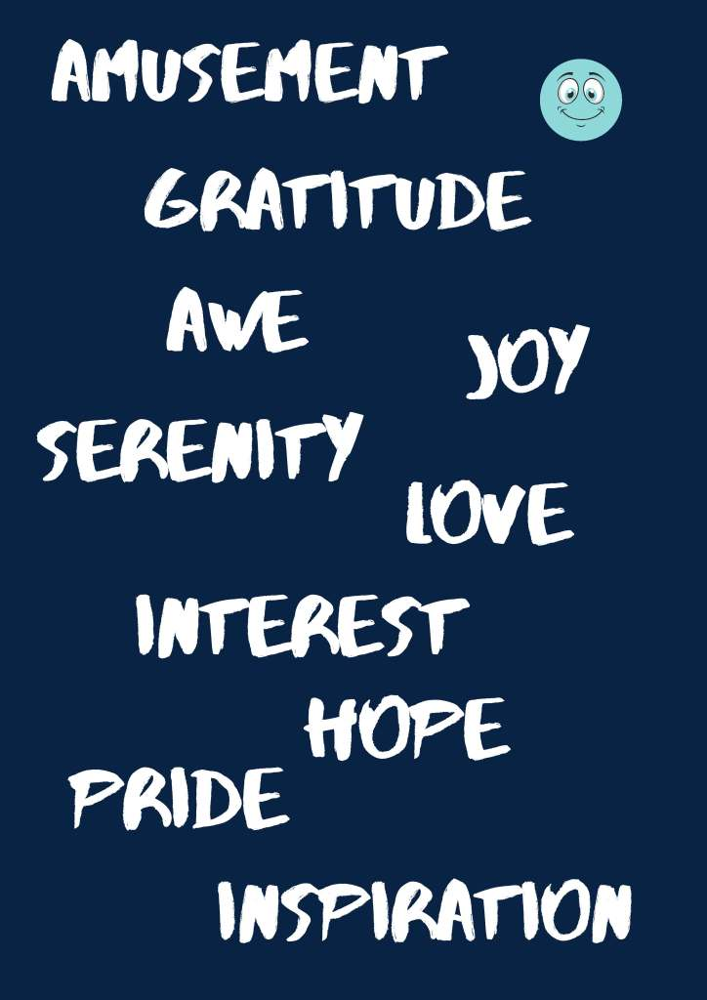 AMUSEMENT
GRATITUDE
AWE
JOY
SERENITY
LOVE
INTEREST
HOPE
PRIDE
INSPIRATION